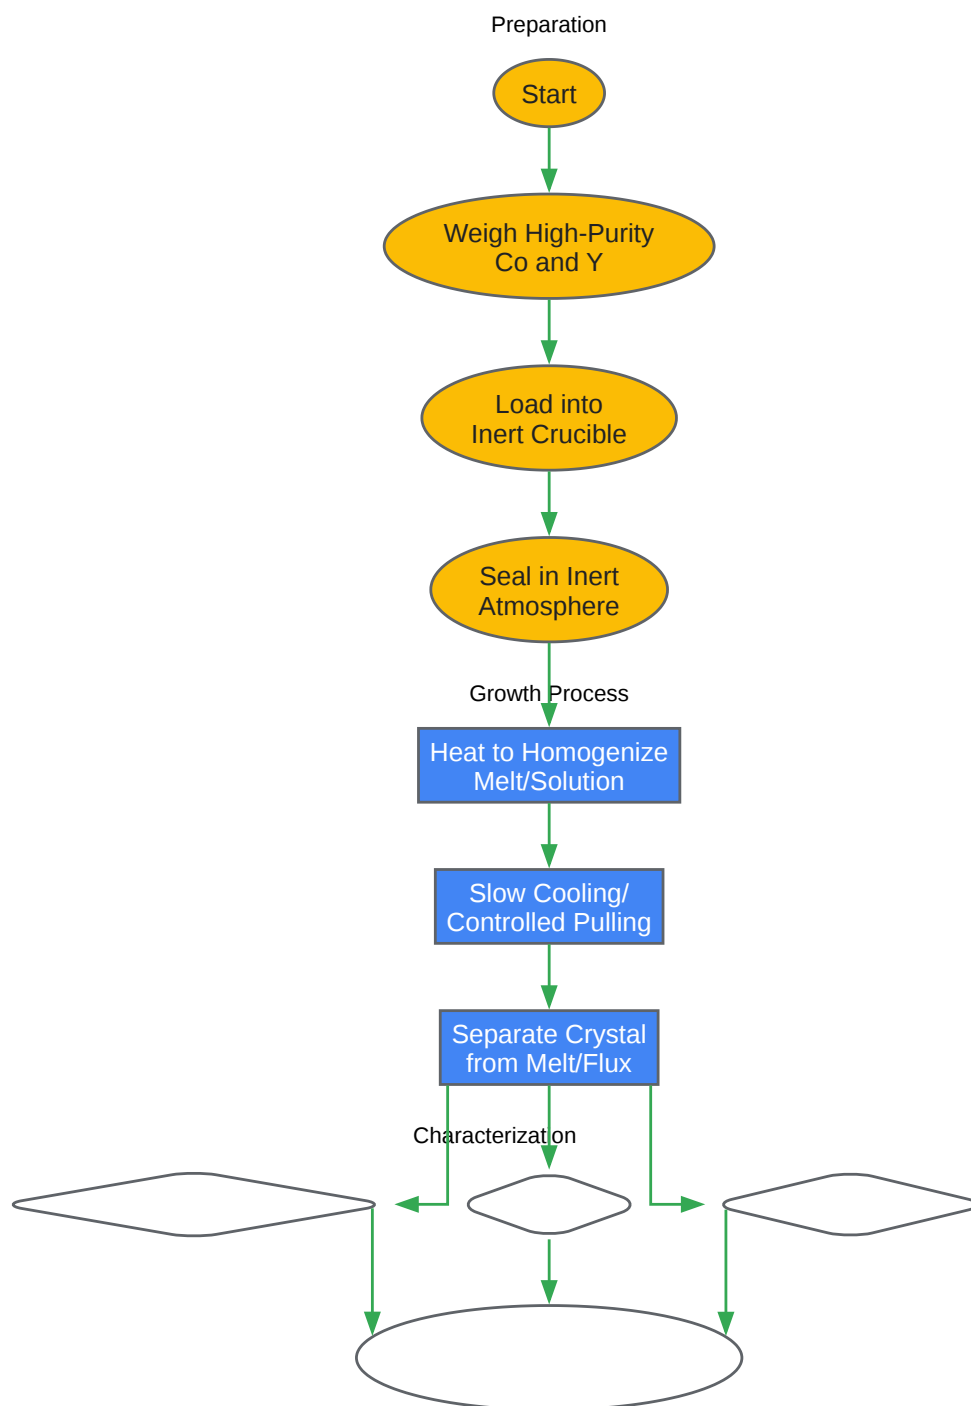 Preparation
Start
Weigh High-Purity
Co and Y
Load into
Inert Crucible
Seal in Inert
Atmosphere
Growth Process
Heat to Homogenize
Melt/Solution
Slow Cooling/
Controlled Pulling
Separate Crystal
from Melt/Flux
Characterization